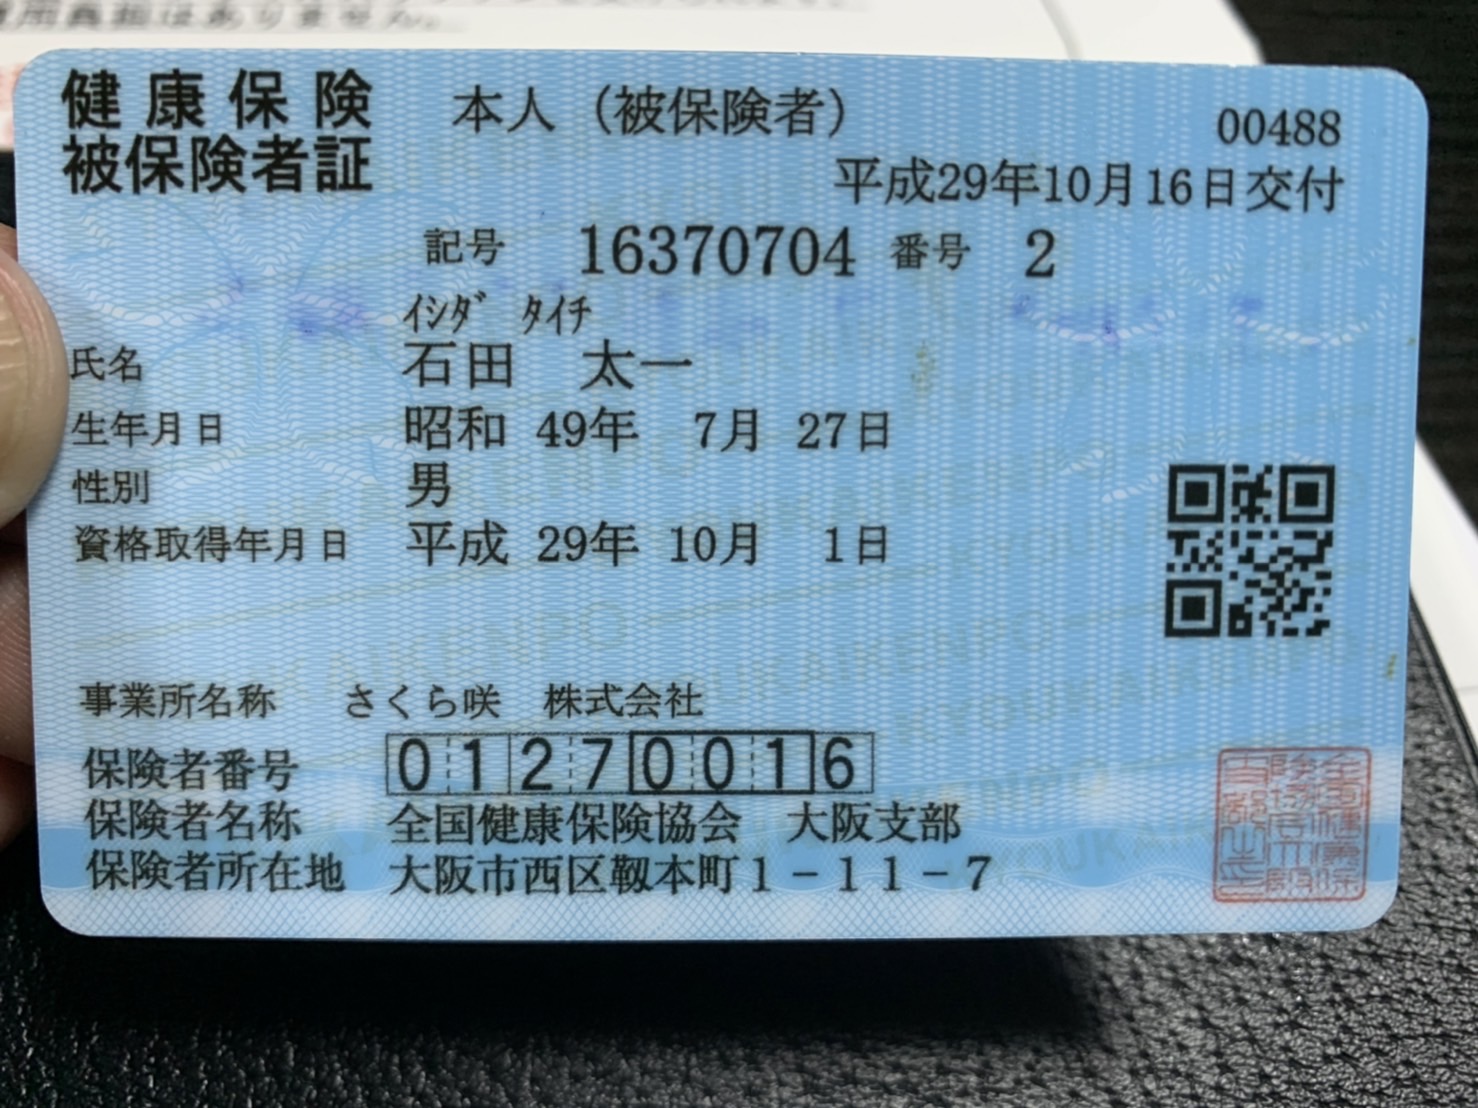 健康保険 本人（被保険者） 00488
被保険者証
平成29年10月16日交付
記号 16370704 番号 2
ｲｼﾀﾞ ﾀｲﾁ
氏名 石田 太一
生年月日 昭和 49年 7月 27日
性別 男
資格取得年月日 平成 29年 10月 1日
事業所名称 さくら咲 株式会社
保険者番号 01270016
保険者名称 全国健康保険協会 大阪支部
保険者所在地 大阪市西区靱本町1－11－7